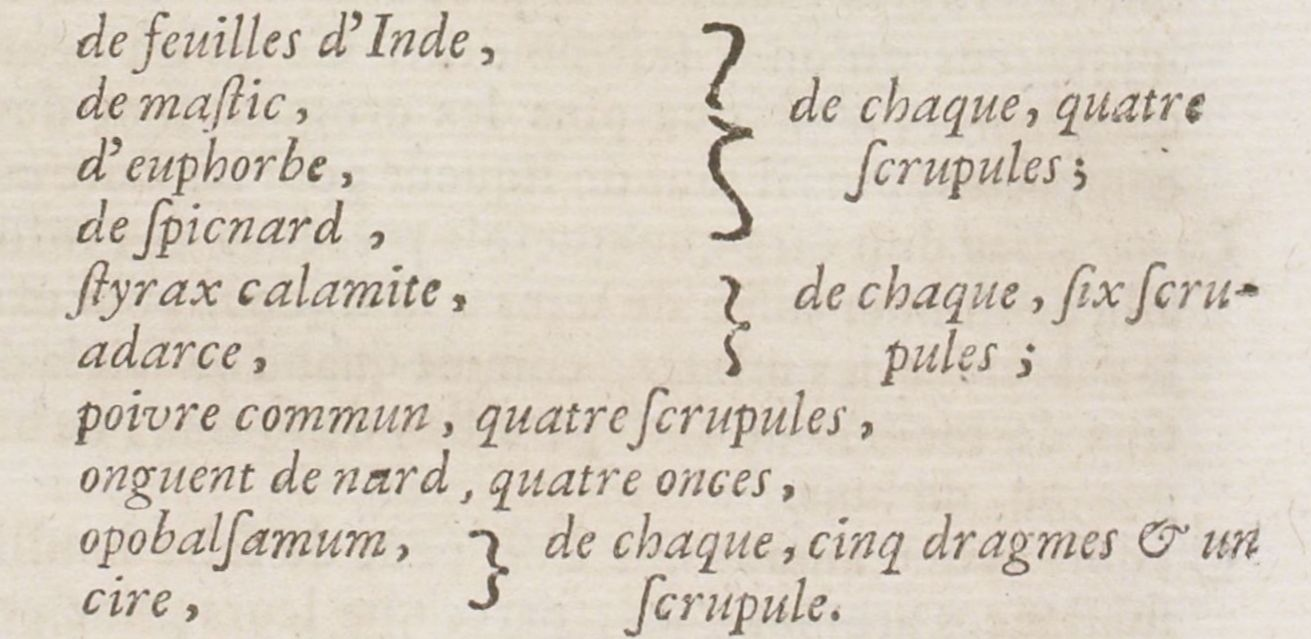 de feuilles d'Inde,
de maſtic,
d'euphorbe,
de ſpicnard,
de chaque, quatre
ſcrupules;
ſtyrax calamite,
adarce,
de chaque, ſix ſcru-
pules;
poivre commun, quatre ſcrupules,
onguent de nard, quatre onces,
opobalſamum,
cire,
de chaque, cinq dragmes & un
ſcrupule.